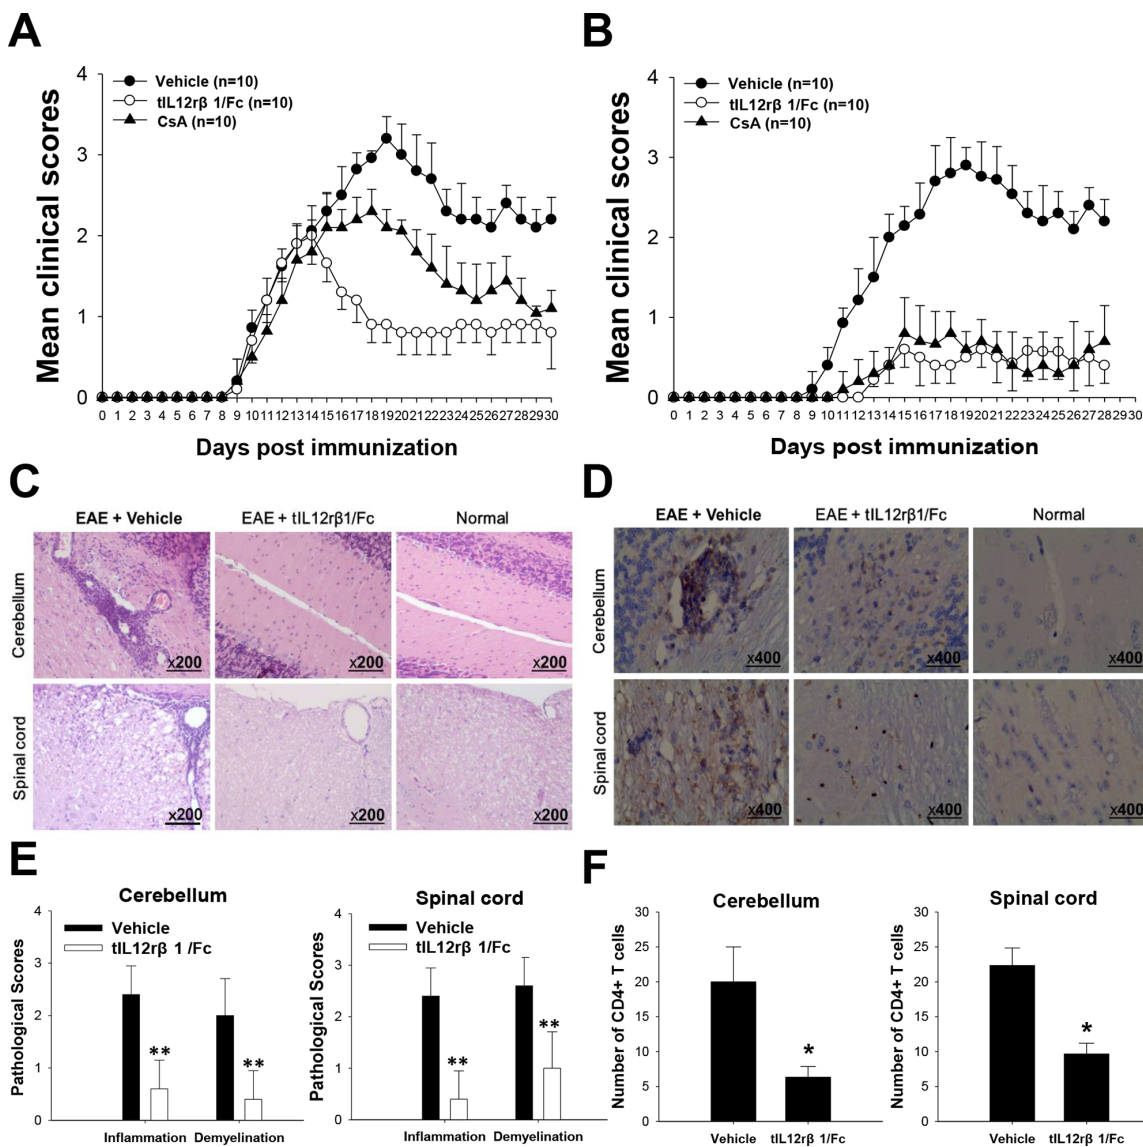 A
Mean clinical scores
4
3
2
1
0
Vehicle (n=10)
tIL12rβ 1/Fc (n=10)
CsA (n=10)
0 1 2 3 4 5 6 7 8 9 10 11 12 13 14 15 16 17 18 19 20 21 22 23 24 25 26 27 28 29 30
Days post immunization
B
Mean clinical scores
4
3
2
1
0
Vehicle (n=10)
tIL12rβ 1/Fc (n=10)
CsA (n=10)
0 1 2 3 4 5 6 7 8 9 10 11 12 13 14 15 16 17 18 19 20 21 22 23 24 25 26 27 28 29 30
Days post immunization
C
EAE + Vehicle EAE + tIL12rβ1/Fc Normal
Cerebellum
x200 x200 x200
Spinal cord
x200 x200 x200
D
EAE + Vehicle EAE + tIL12rβ1/Fc Normal
Cerebellum
x400 x400 x400
Spinal cord
x400 x400 x400
E
Cerebellum
Pathological Scores
4
3
2
1
0
Vehicle
tIL12rβ 1 /Fc
** **
Inflammation Demyelination
Spinal cord
Pathological Scores
4
3
2
1
0
Vehicle
tIL12rβ 1/Fc
** **
Inflammation Demyelination
F
Cerebellum
Number of CD4+ T cells
30
25
20
15
10
5
0
*
Vehicle tIL12rβ 1/Fc
Spinal cord
Number of CD4+ T cells
30
25
20
15
10
5
0
*
Vehicle tIL12rβ 1/Fc